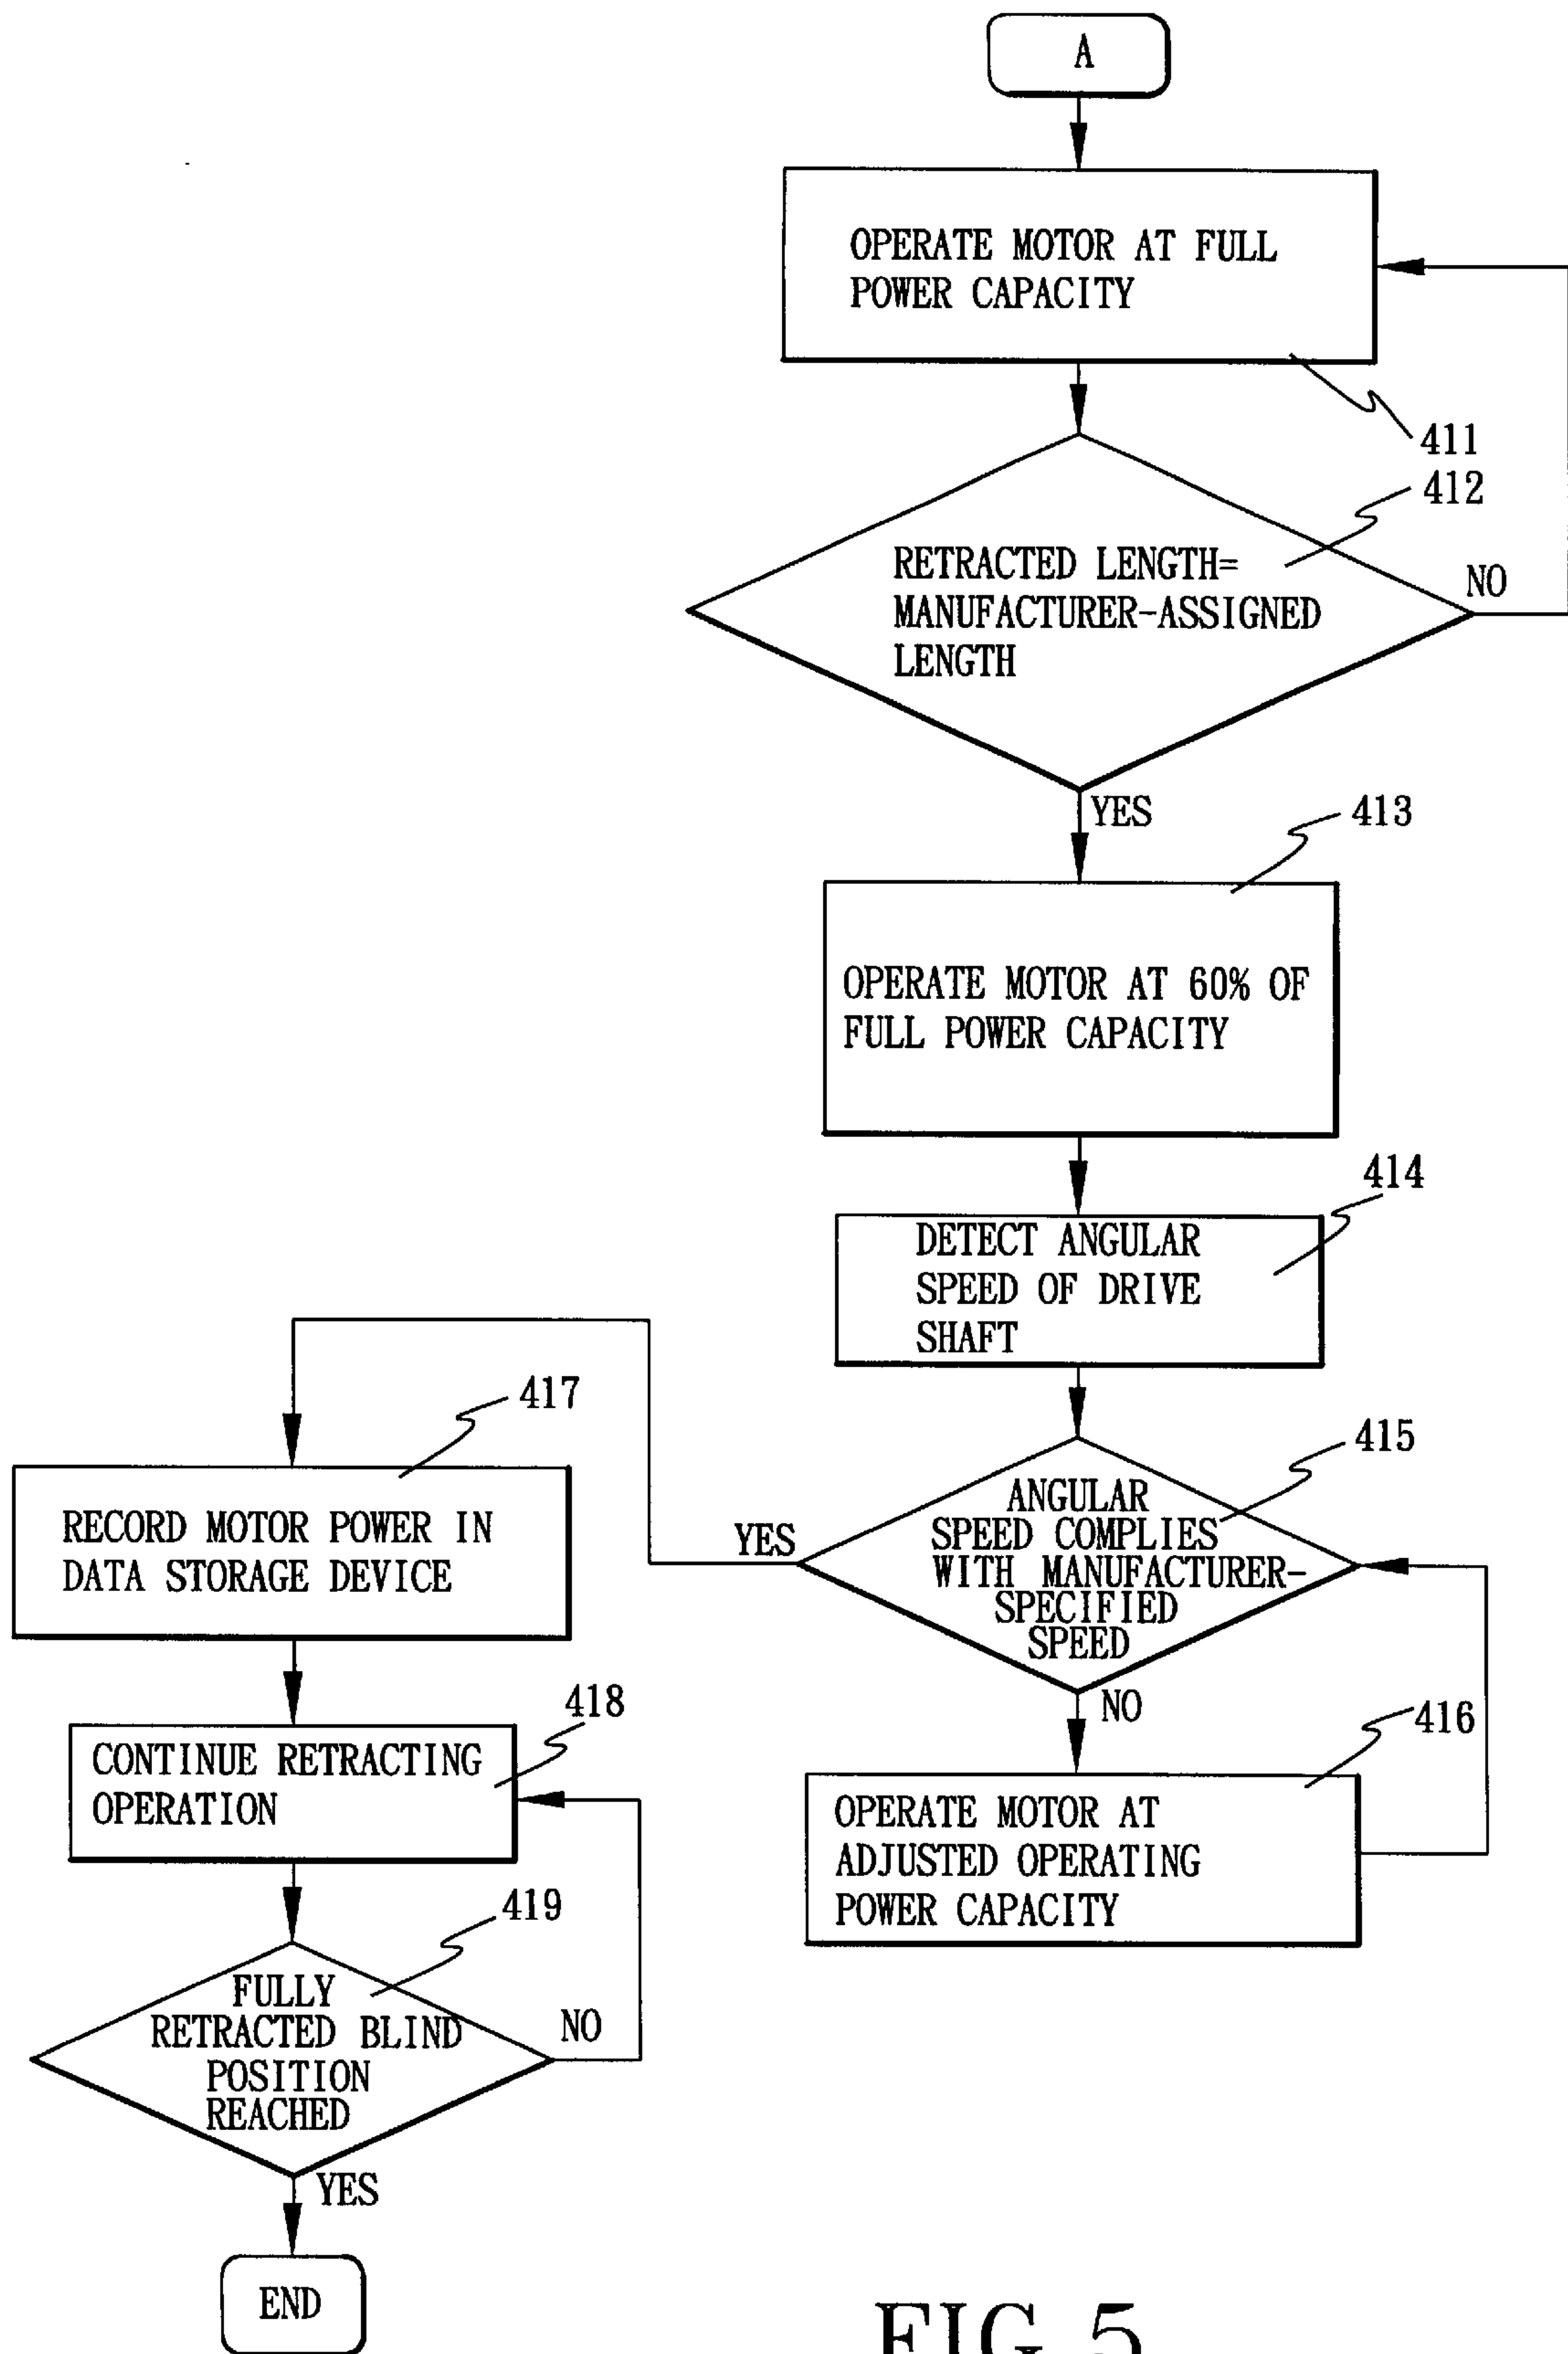 A
OPERATE MOTOR AT FULL
POWER CAPACITY
411
412
RETRACTED LENGTH=
MANUFACTURER-ASSIGNED
LENGTH
NO
YES
413
OPERATE MOTOR AT 60% OF
FULL POWER CAPACITY
414
DETECT ANGULAR
SPEED OF DRIVE
SHAFT
415
ANGULAR
SPEED COMPLIES
WITH MANUFACTURER-
SPECIFIED
SPEED
YES
NO
416
OPERATE MOTOR AT
ADJUSTED OPERATING
POWER CAPACITY
417
RECORD MOTOR POWER IN
DATA STORAGE DEVICE
418
CONTINUE RETRACTING
OPERATION
419
FULLY
RETRACTED BLIND
POSITION
REACHED
NO
YES
END
FIG. 5